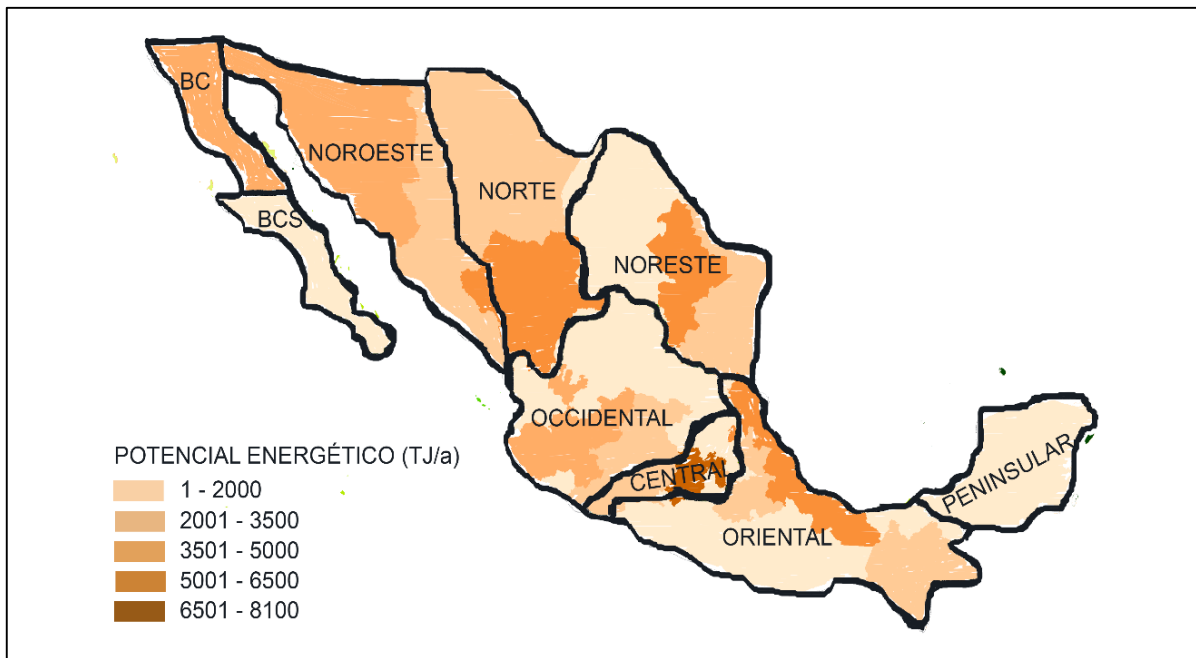 BC
NOROESTE
NORTE
BCS
NORESTE
OCCIDENTAL
POTENCIAL ENERGÉTICO (TJ/a)
CENTRAL
PENINSULAR
ORIENTAL
1 - 2000
2001 - 3500
3501 - 5000
5001 - 6500
6501 - 8100